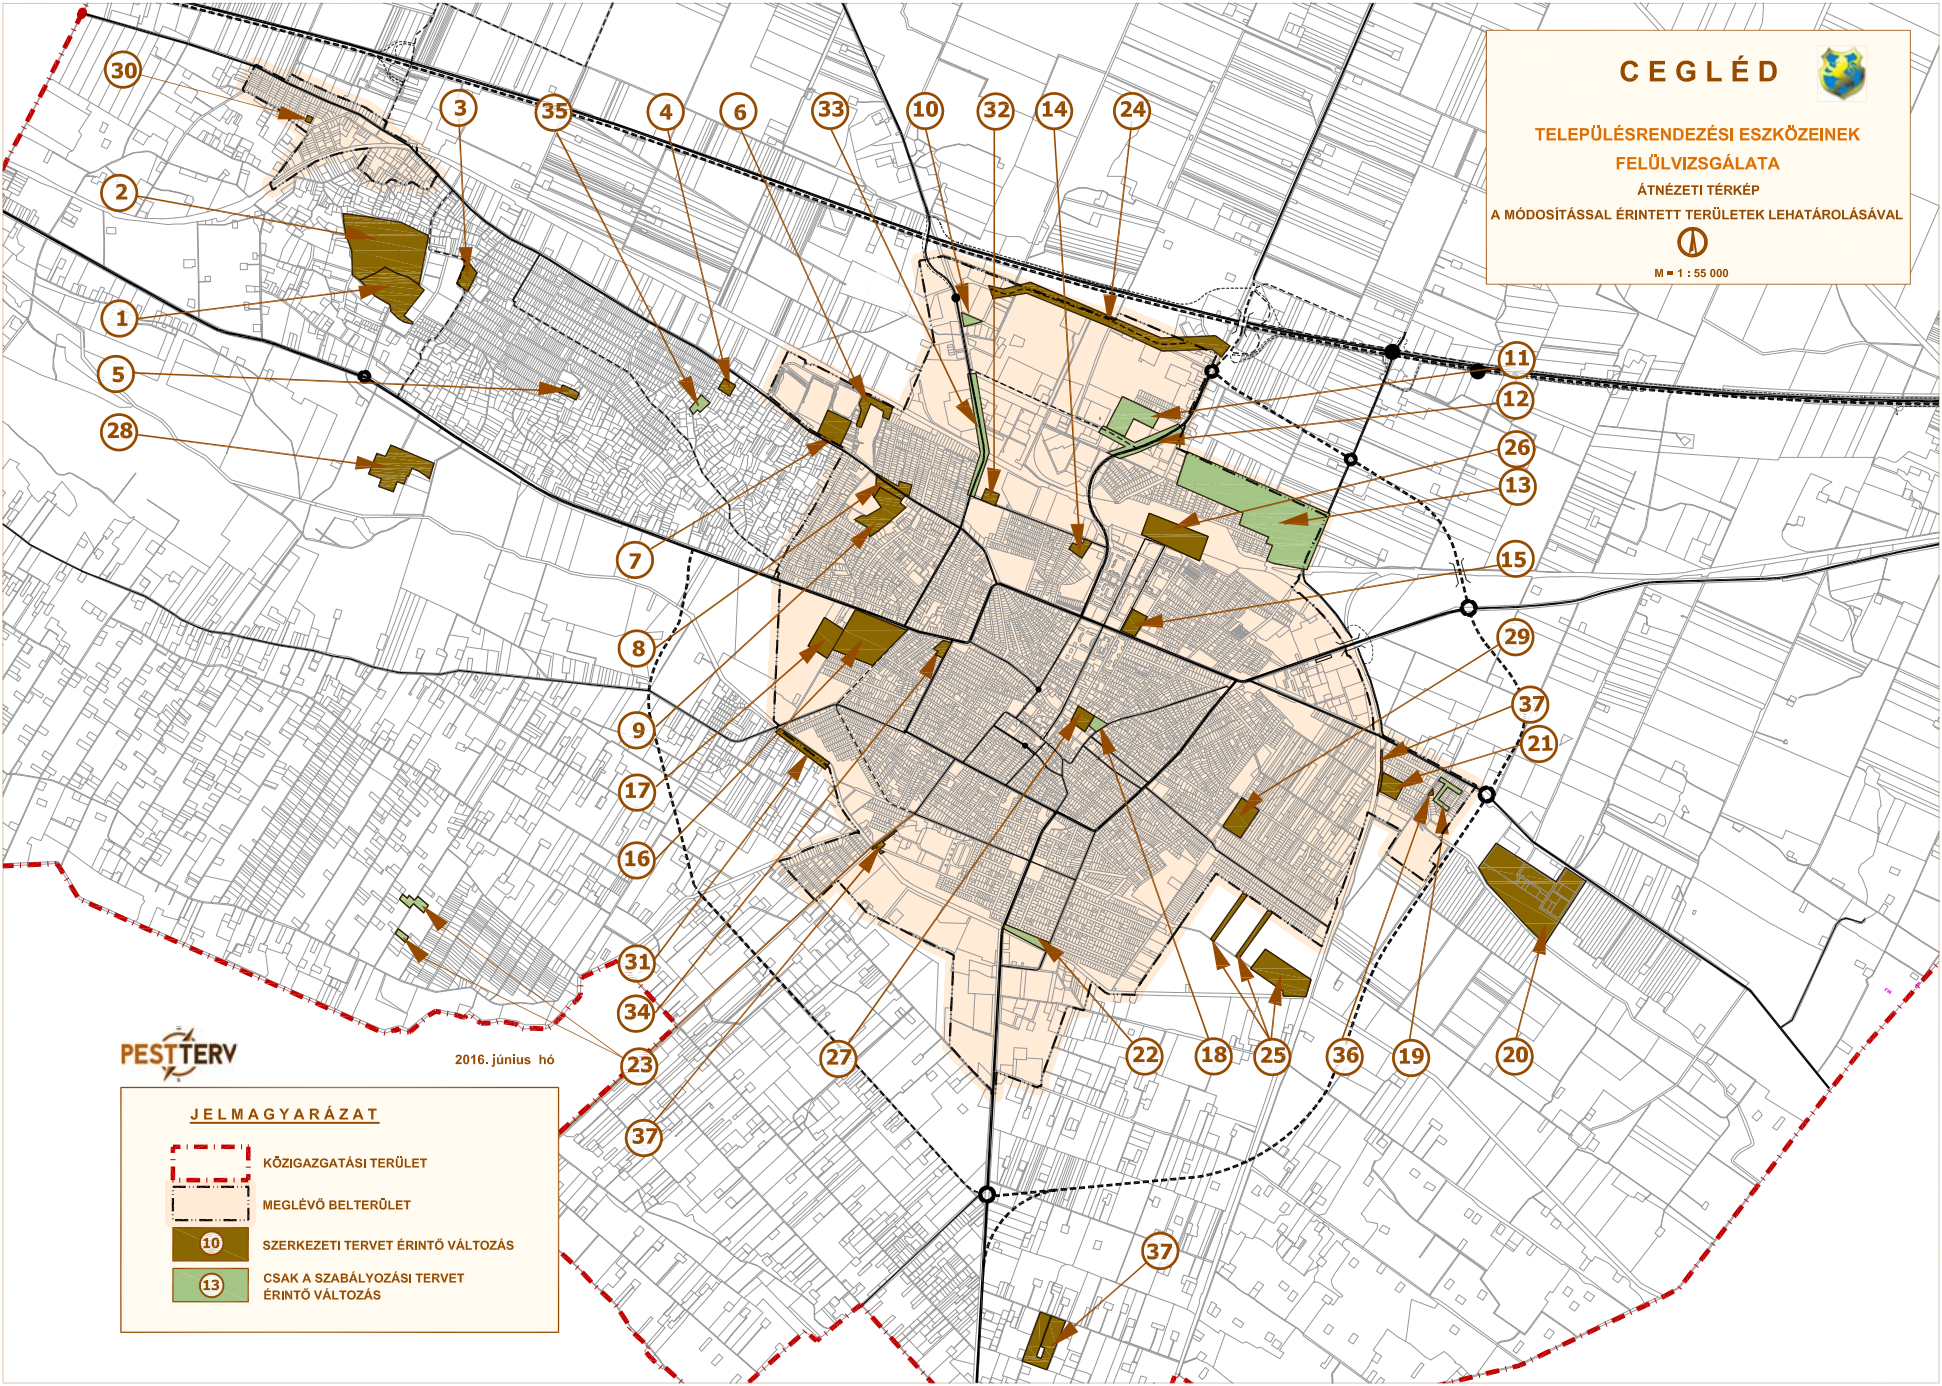 CEGLÉD
TELEPÜLÉSRENDEZÉSI ESZKÖZEINEK
FELÜLVIZSGÁLATA
ÁTNÉZETI TÉRKÉP
A MÓDOSÍTÁSSAL ÉRINTETT TERÜLETEK LEHATÁROLÁSÁVAL
M = 1 : 55 000
30
3
35
4
6
33
10
32
14
24
2
1
5
28
11
12
26
13
7
15
8
29
9
37
21
17
16
31
34
23
27
22
18
25
36
19
20
37
37
PESTTERV
2016. június hó
JELMAGYARÁZAT
KÖZIGAZGATÁSI TERÜLET
MEGLÉVŐ BELTERÜLET
10
SZERKEZETI TERVET ÉRINTŐ VÁLTOZÁS
13
CSAK A SZABÁLYOZÁSI TERVET
ÉRINTŐ VÁLTOZÁS